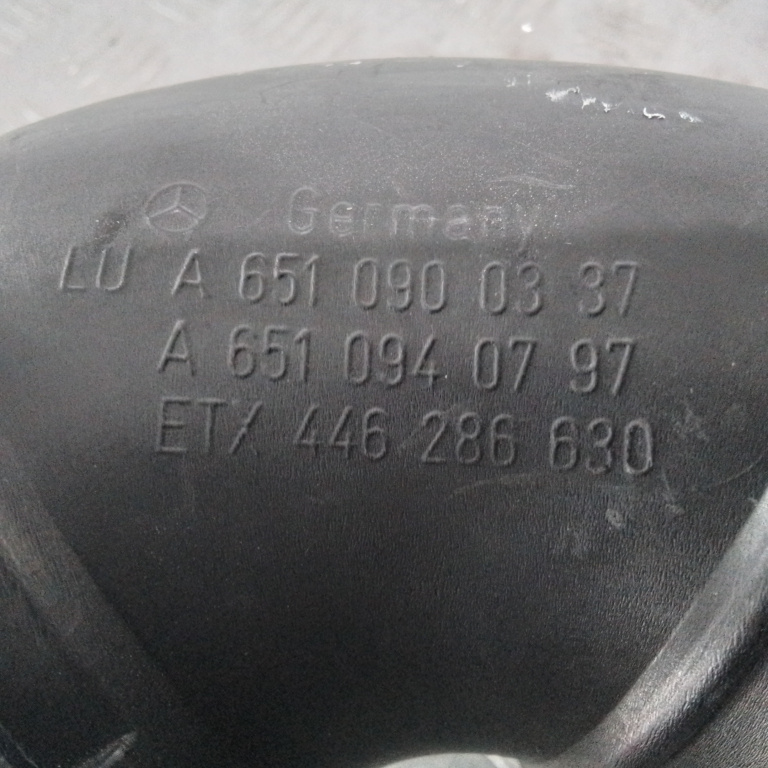 Germany
LU A 651 090 03 37
A 651 094 07 97
ETX 446 286 630